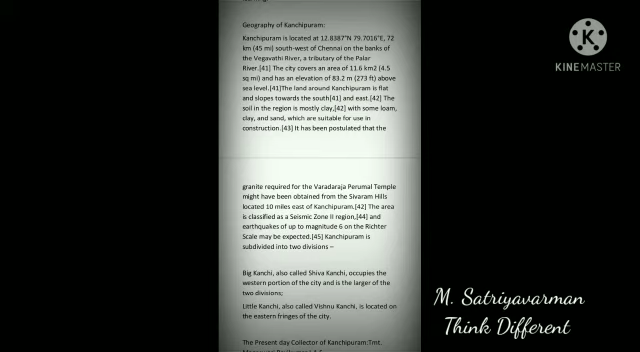 Geography of Kanchipuram:
Kanchipuram is located at 12.8387°N 79.7016°E, 72
km (45 mi) south-west of Chennai on the banks of
the Vegavathi River, a tributary of the Palar
River.[41] The city covers an area of 11.6 km2 (4.5
sq mi) and has an elevation of 83.2 m (273 ft) above
sea level.[41]The land around Kanchipuram is flat
and slopes towards the south[41] and east.[42] The
soil in the region is mostly clay,[42] with some loam,
clay, and sand, which are suitable for use in
construction.[43] It has been postulated that the
granite required for the Varadaraja Perumal Temple
might have been obtained from the Sivaram Hills
located 10 miles east of Kanchipuram.[42] The area
is classified as a Seismic Zone II region,[44] and
earthquakes of up to magnitude 6 on the Richter
Scale may be expected.[45] Kanchipuram is
subdivided into two divisions –
Big Kanchi, also called Shiva Kanchi, occupies the
western portion of the city and is the larger of the
two divisions;
Little Kanchi, also called Vishnu Kanchi, is located on
the eastern fringes of the city.
The Present day Collector of Kanchipuram:Tmt.
K
KINEMASTER
M. Satriyavarman
Think Different